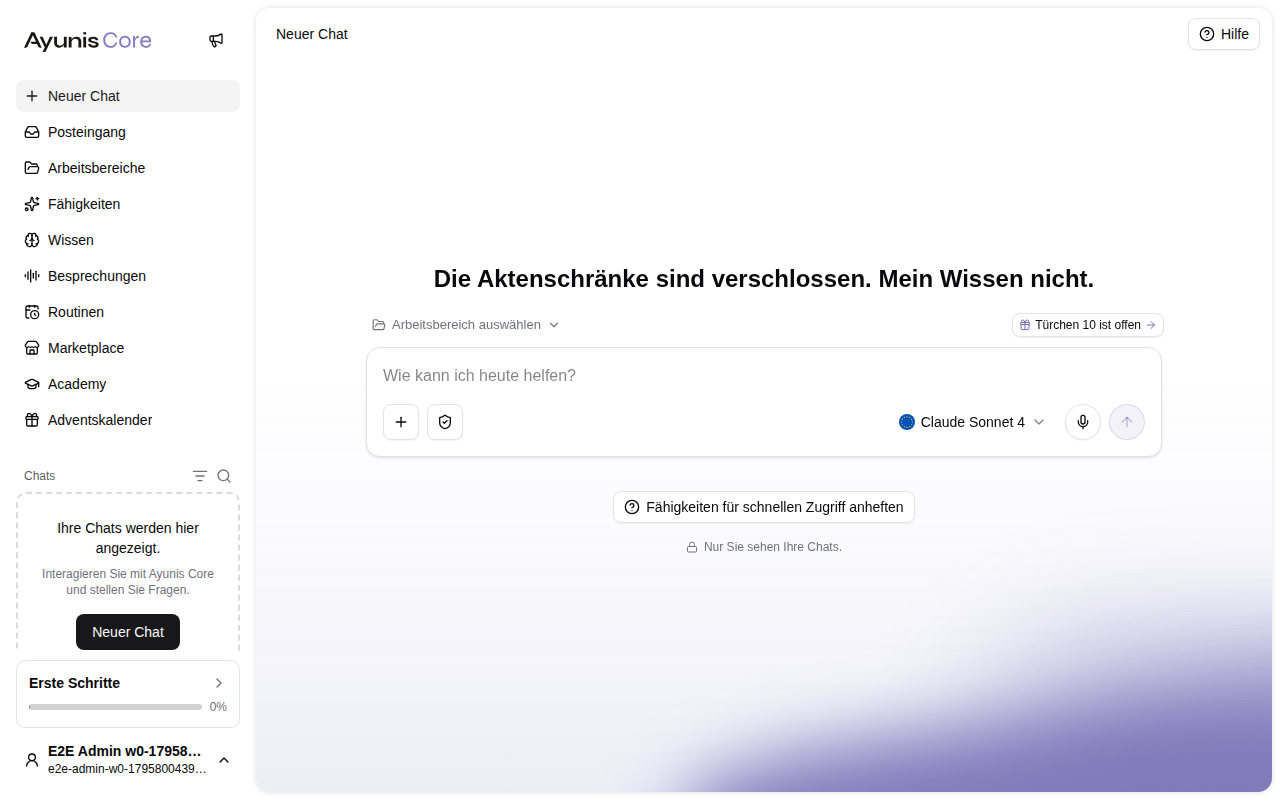 Ayunis Core
Neuer Chat
Posteingang
Arbeitsbereiche
Fähigkeiten
Wissen
Besprechungen
Routinen
Marketplace
Academy
Adventskalender
Chats
Ihre Chats werden hier
angezeigt.
Interagieren Sie mit Ayunis Core
und stellen Sie Fragen.
Neuer Chat
Erste Schritte
0%
E2E Admin w0-17958…
e2e-admin-w0-1795800439…
Neuer Chat
Hilfe
Die Aktenschränke sind verschlossen. Mein Wissen nicht.
Arbeitsbereich auswählen
Türchen 10 ist offen
Wie kann ich heute helfen?
Claude Sonnet 4
Fähigkeiten für schnellen Zugriff anheften
Nur Sie sehen Ihre Chats.